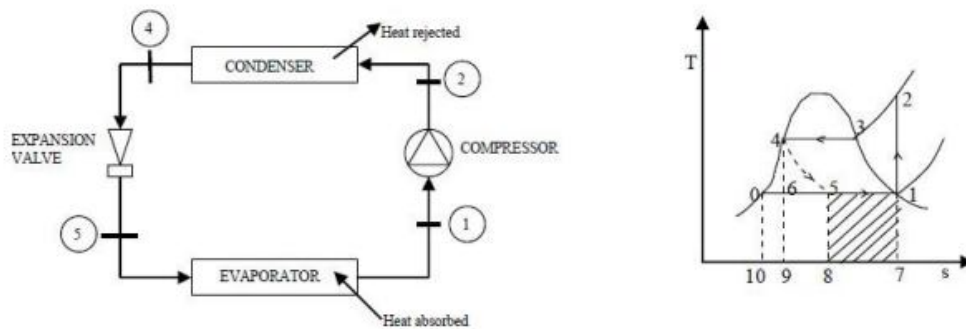 4
Heat rejected
CONDENSER
2
EXPANSION
VALVE
COMPRESSOR
5
1
EVAPORATOR
Heat absorbed
T
2
4
3
0
6
5
1
10
9
8
7
s